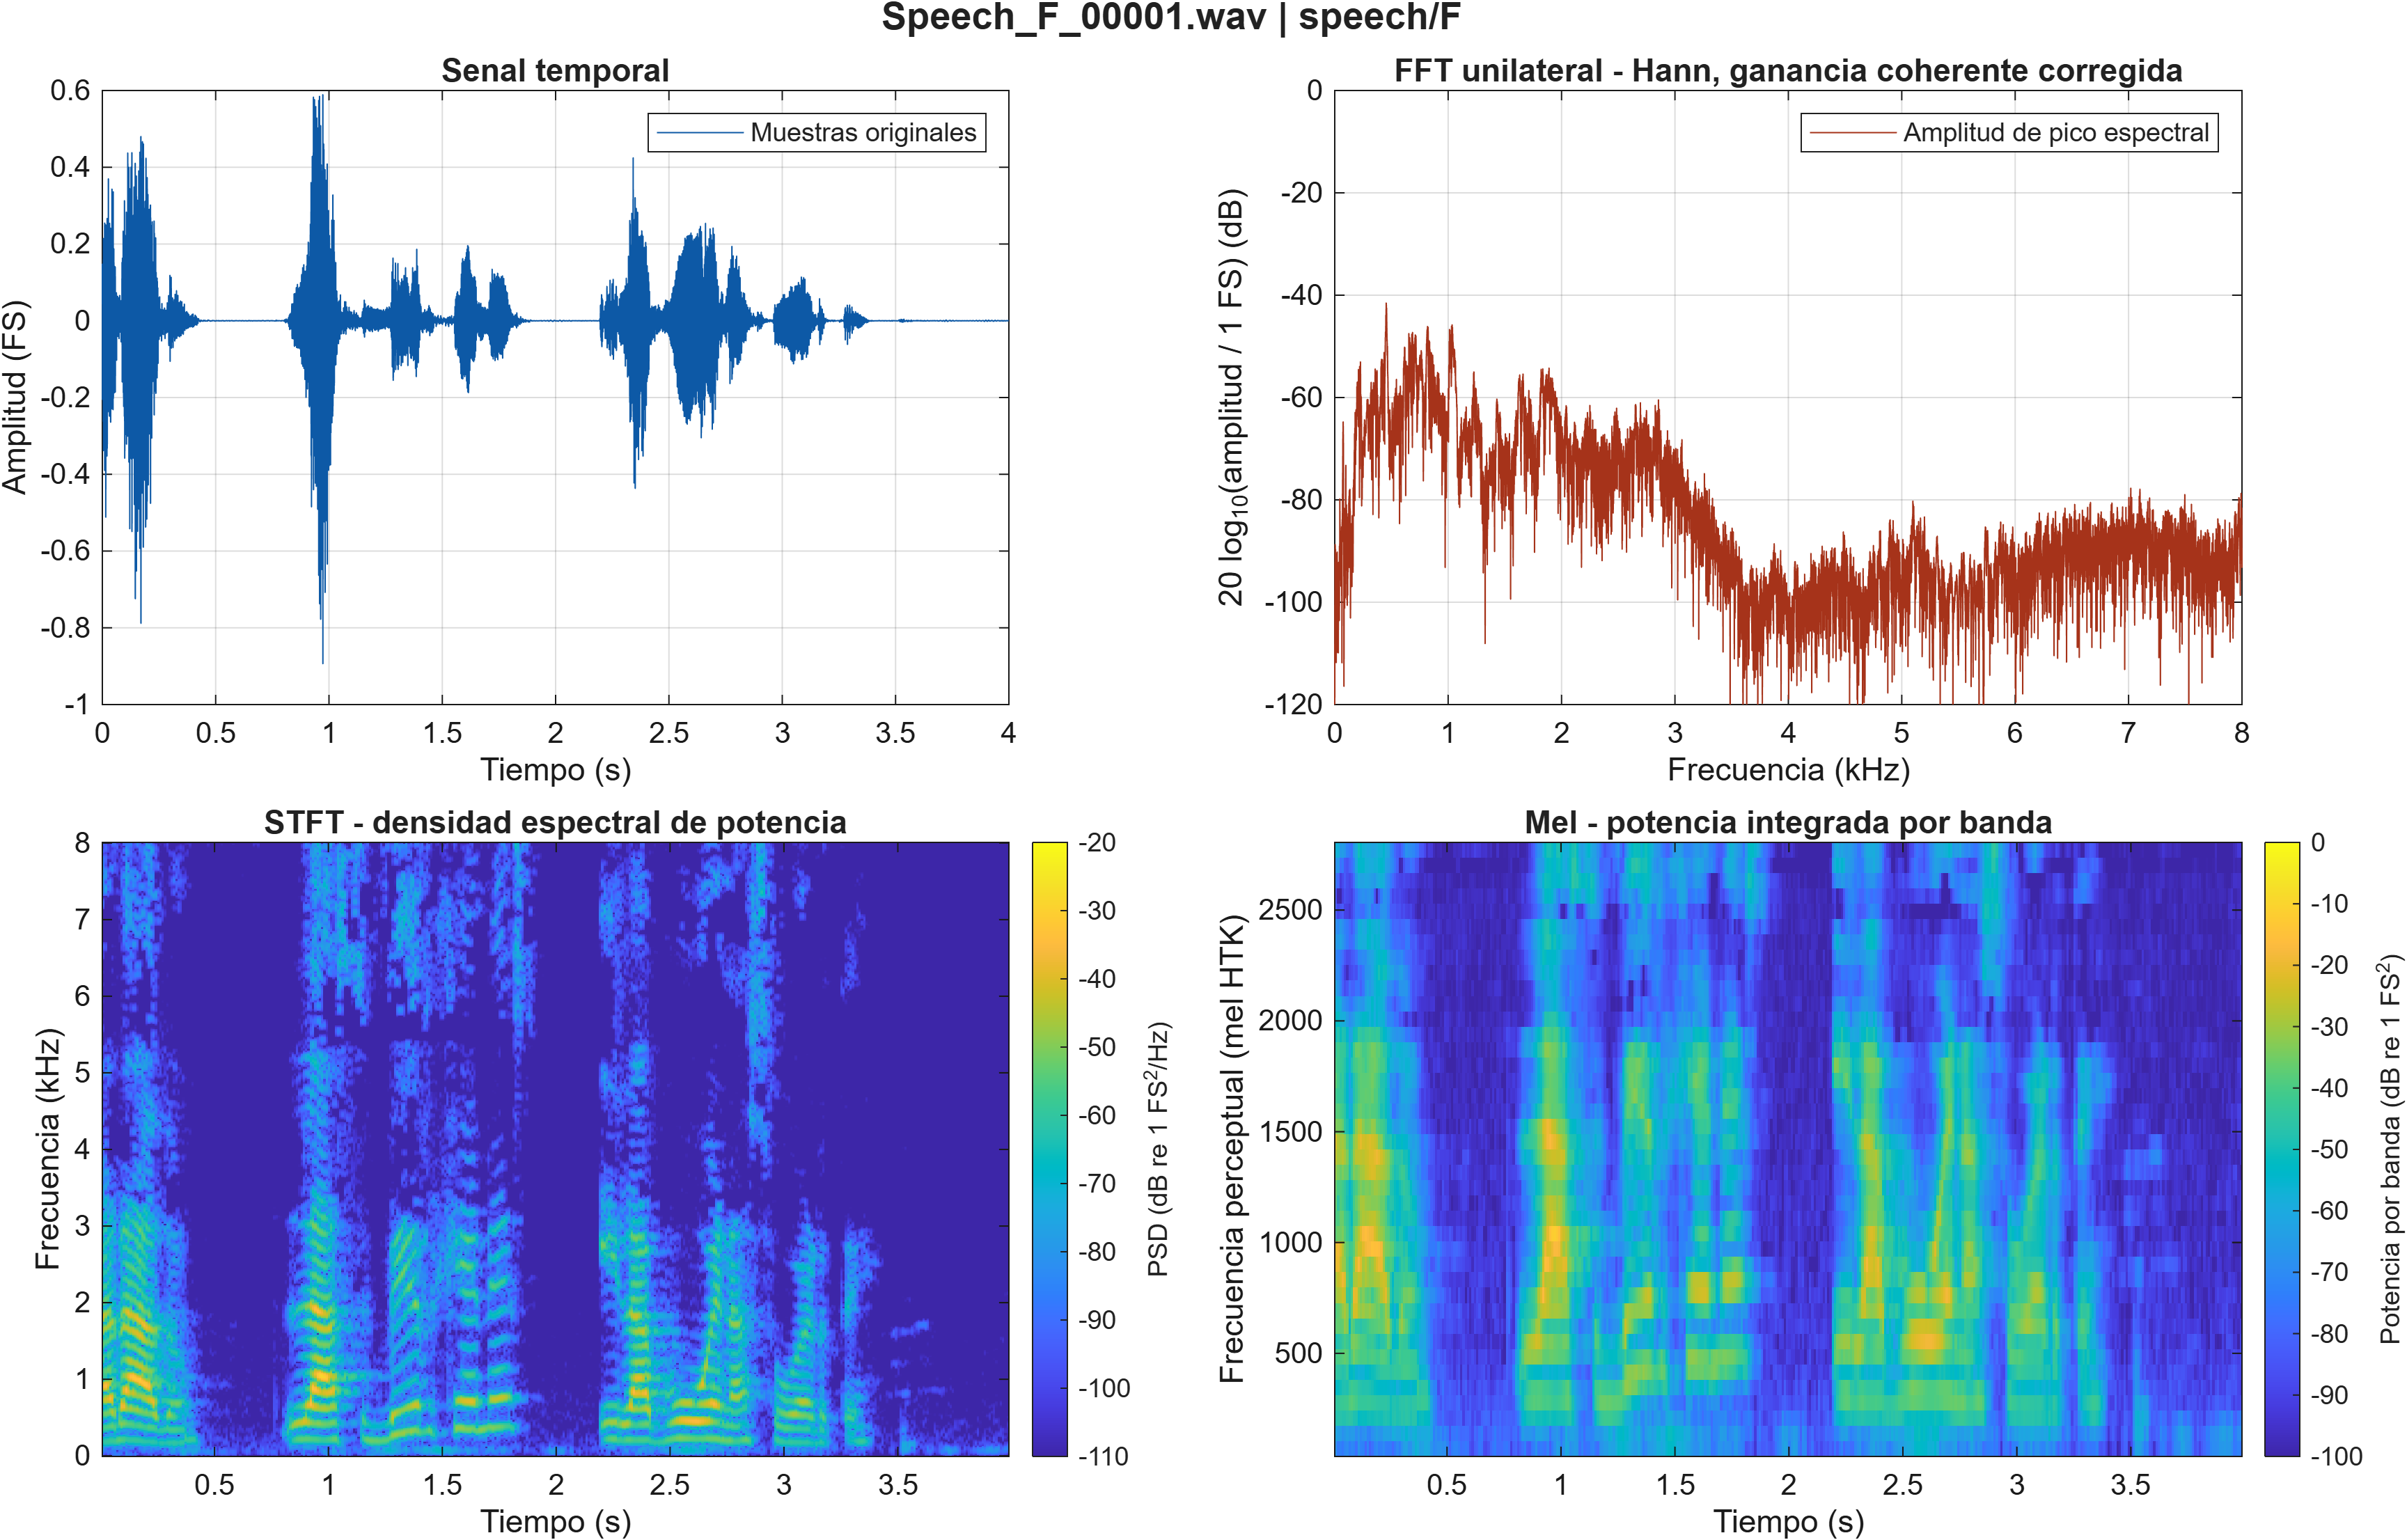 Speech_F_00001.wav | speech/F
Senal temporal
Amplitud (FS)
0.6
0.4
0.2
0
-0.2
-0.4
-0.6
-0.8
-1
Muestras originales
0 0.5 1 1.5 2 2.5 3 3.5 4
Tiempo (s)
FFT unilateral - Hann, ganancia coherente corregida
20 log10(amplitud / 1 FS) (dB)
0
-20
-40
-60
-80
-100
-120
Amplitud de pico espectral
0 1 2 3 4 5 6 7 8
Frecuencia (kHz)
STFT - densidad espectral de potencia
Frecuencia (kHz)
8
7
6
5
4
3
2
1
0
0.5 1 1.5 2 2.5 3 3.5
Tiempo (s)
-20
-30
-40
-50
-60
-70
-80
-90
-100
-110
PSD (dB re 1 FS²/Hz)
Mel - potencia integrada por banda
Frecuencia perceptual (mel HTK)
2500
2000
1500
1000
500
0.5 1 1.5 2 2.5 3 3.5
Tiempo (s)
0
-10
-20
-30
-40
-50
-60
-70
-80
-90
-100
Potencia por banda (dB re 1 FS²)